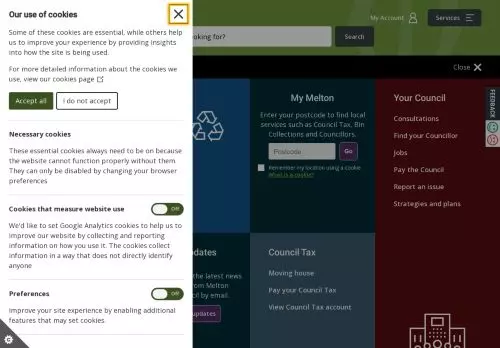 Our use of cookies
Some of these cookies are essential, while others help
us to improve your experience by providing insights
into how the site is being used.
For more detailed information about the cookies we
use, view our cookies page
Accept all
I do not accept
Necessary cookies
These essential cookies always need to be on because
the website cannot function properly without them.
They can only be disabled by changing your browser
preferences
Cookies that measure website use
Off
We'd like to set Google Analytics cookies to help us to
improve our website by collecting and reporting
information on how you use it. The cookies collect
information in a way that does not directly identify
anyone
Preferences
Off
Improve your site experience by enabling additional
features that may set cookies.
My Account
Services
oking for?
Search
Close
FEEDBACK
My Melton
Enter your postcode to find local
services such as Council Tax, Bin
Collections and Councillors.
Postcode
Go
Remember my location using a cookie
What is a cookie?
Your Council
Consultations
Find your Councillor
Jobs
Pay the Council
Report an issue
Strategies and plans
pdates
the latest news
rom Melton
cil by email.
updates
Council Tax
Moving house
Pay your Council Tax
View Council Tax account